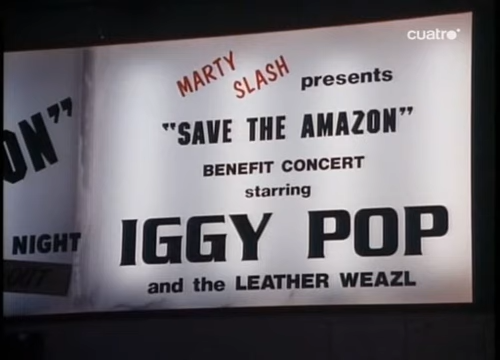 cuatro
MARTY
SLASH presents
"SAVE THE AMAZON"
BENEFIT CONCERT
starring
IGGY POP
and the LEATHER WEAZL
ON"
NIGHT